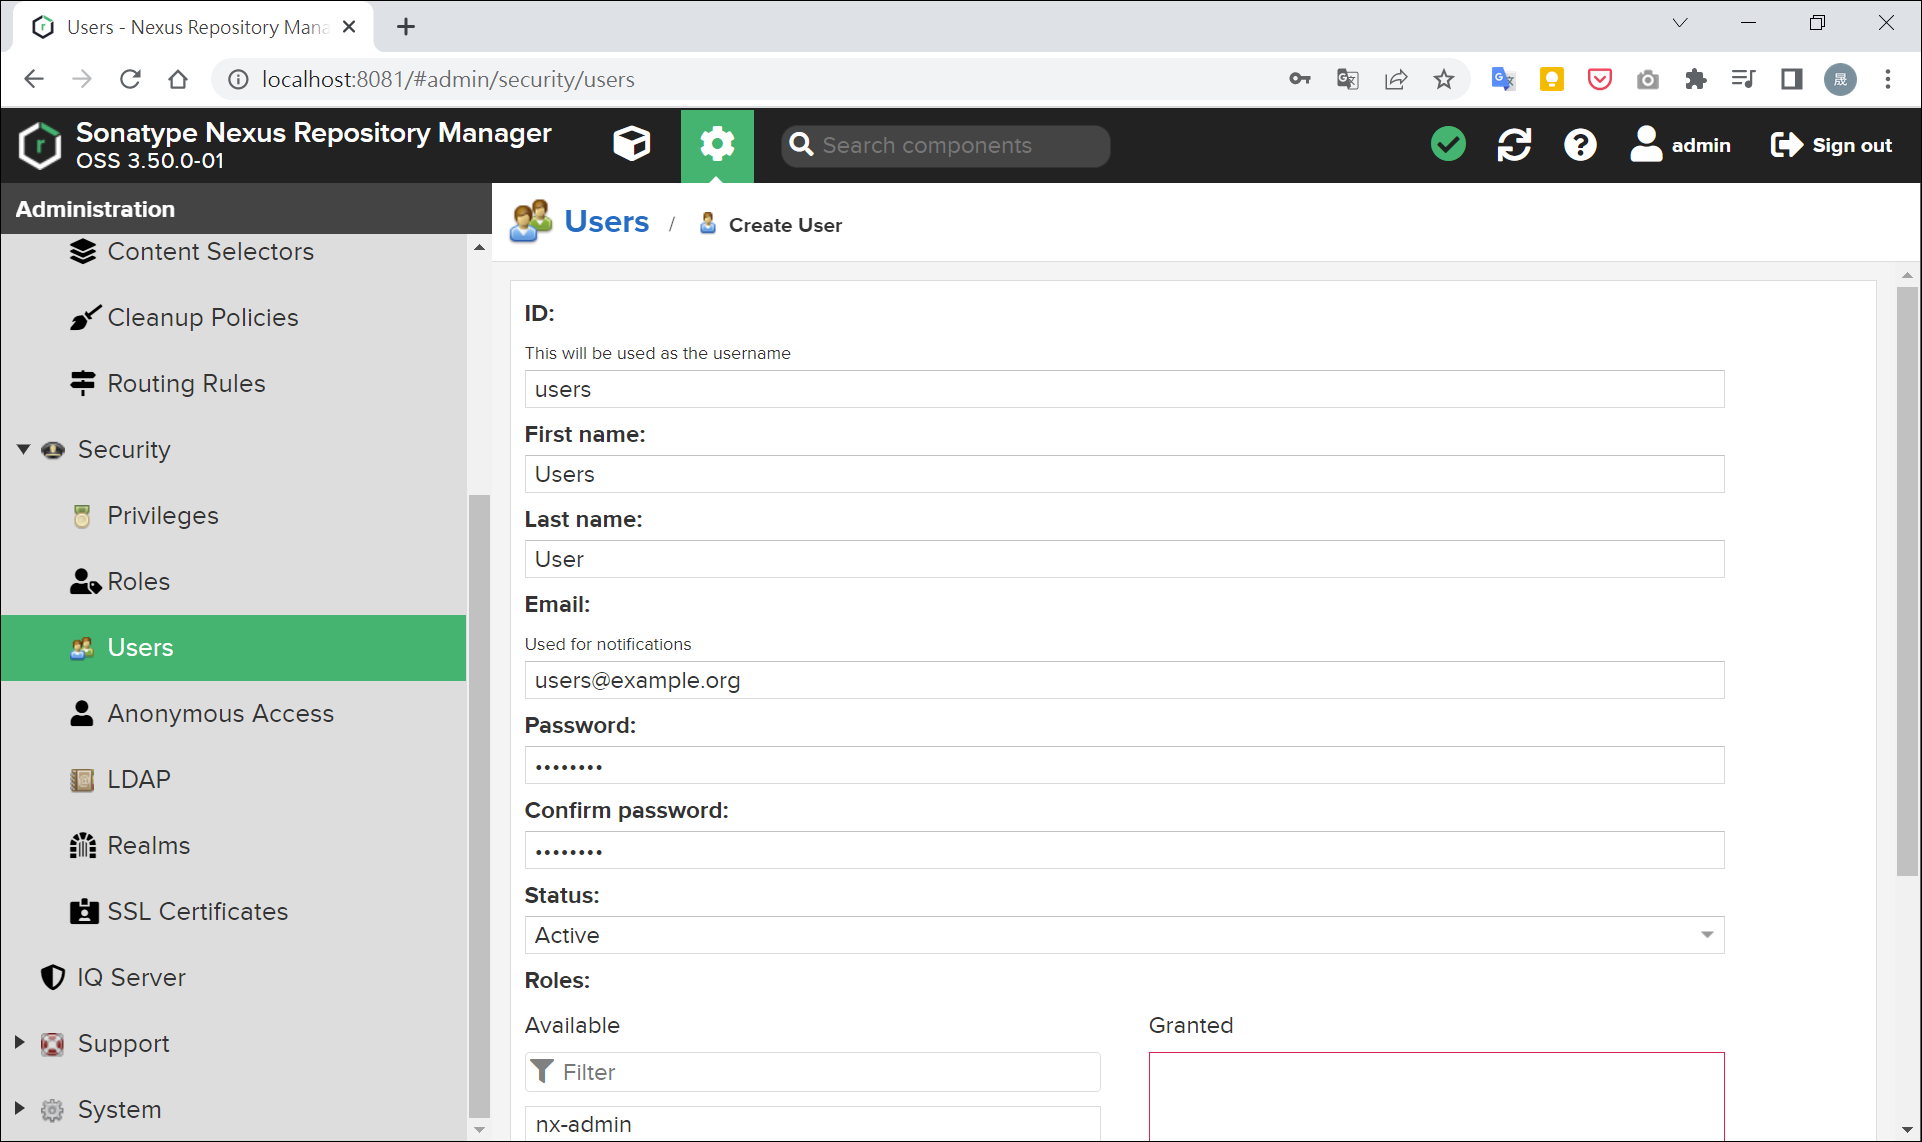 Users - Nexus Repository Mana
localhost:8081/#admin/security/users
晟
Sonatype Nexus Repository Manager
OSS 3.50.0-01
Search components
admin
Sign out
Administration
Content Selectors
Cleanup Policies
Routing Rules
Security
Privileges
Roles
Users
Anonymous Access
LDAP
Realms
SSL Certificates
IQ Server
Support
System
Users / Create User
ID:
This will be used as the username
users
First name:
Users
Last name:
User
Email:
Used for notifications
users@example.org
Password:
••••••••
Confirm password:
••••••••
Status:
Active
Roles:
Available
Granted
Filter
nx-admin